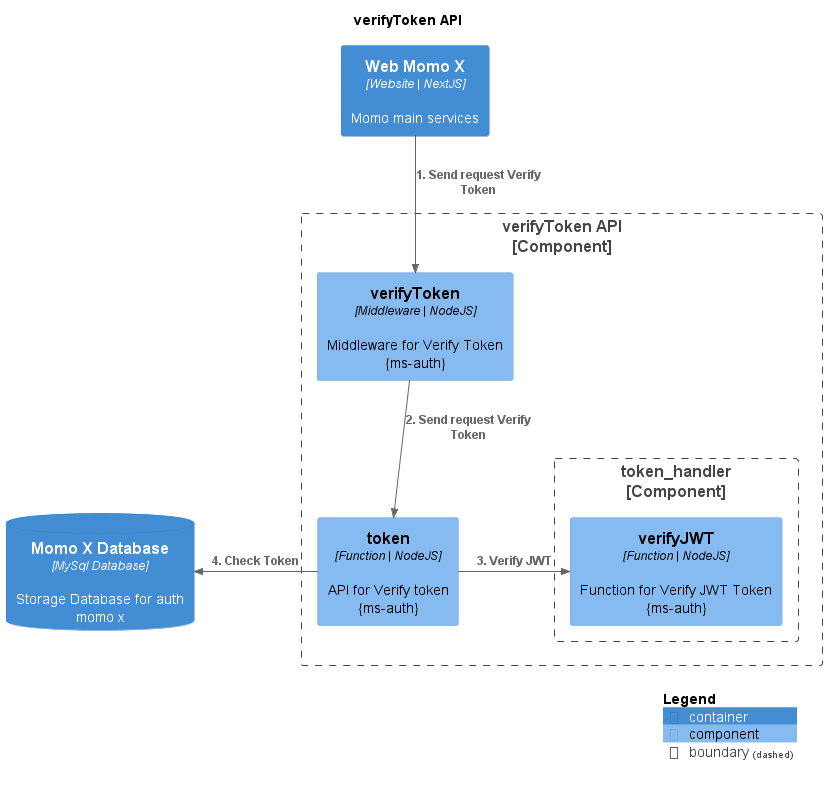 verifyToken API
Web Momo X
[Website | NextJS]
Momo main services
1. Send request Verify
Token
verifyToken API
[Component]
verifyToken
[Middleware | NodeJS]
Middleware for Verify Token
{ms-auth}
2. Send request Verify
Token
token_handler
[Component]
Momo X Database
[MySql Database]
Storage Database for auth
momo x
4. Check Token
token
[Function | NodeJS]
API for Verify token
{ms-auth}
3. Verify JWT
verifyJWT
[Function | NodeJS]
Function for Verify JWT Token
{ms-auth}
Legend
container
component
boundary (dashed)